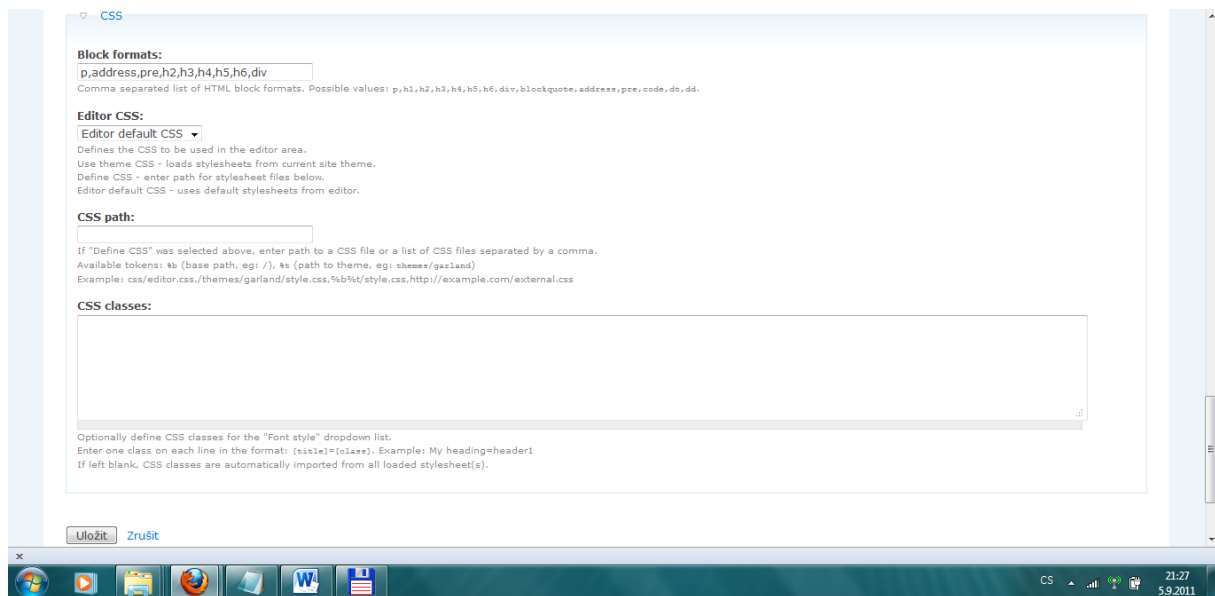 CSS
Block formats:
p,address,pre,h2,h3,h4,h5,h6,div
Comma separated list of HTML block formats. Possible values: p,h1,h2,h3,h4,h5,h6,div,blockquote,address,pre,code,dt,dd.
Editor CSS:
Editor default CSS
Defines the CSS to be used in the editor area.
Use theme CSS - loads stylesheets from current site theme.
Define CSS - enter path for stylesheet files below.
Editor default CSS - uses default stylesheets from editor.
CSS path:
If "Define CSS" was selected above, enter path to a CSS file or a list of CSS files separated by a comma.
Available tokens: %b (base path, eg: /), %t (path to theme, eg: themes/garland)
Example: css/editor.css,/themes/garland/style.css,%b%t/style.css,http://example.com/external.css
CSS classes:
Optionally define CSS classes for the "Font style" dropdown list.
Enter one class on each line in the format: [title]=[class]. Example: My heading=header1
If left blank, CSS classes are automatically imported from all loaded stylesheet(s).
Uložit Zrušit
x
W
CS 21:27
5.9.2011